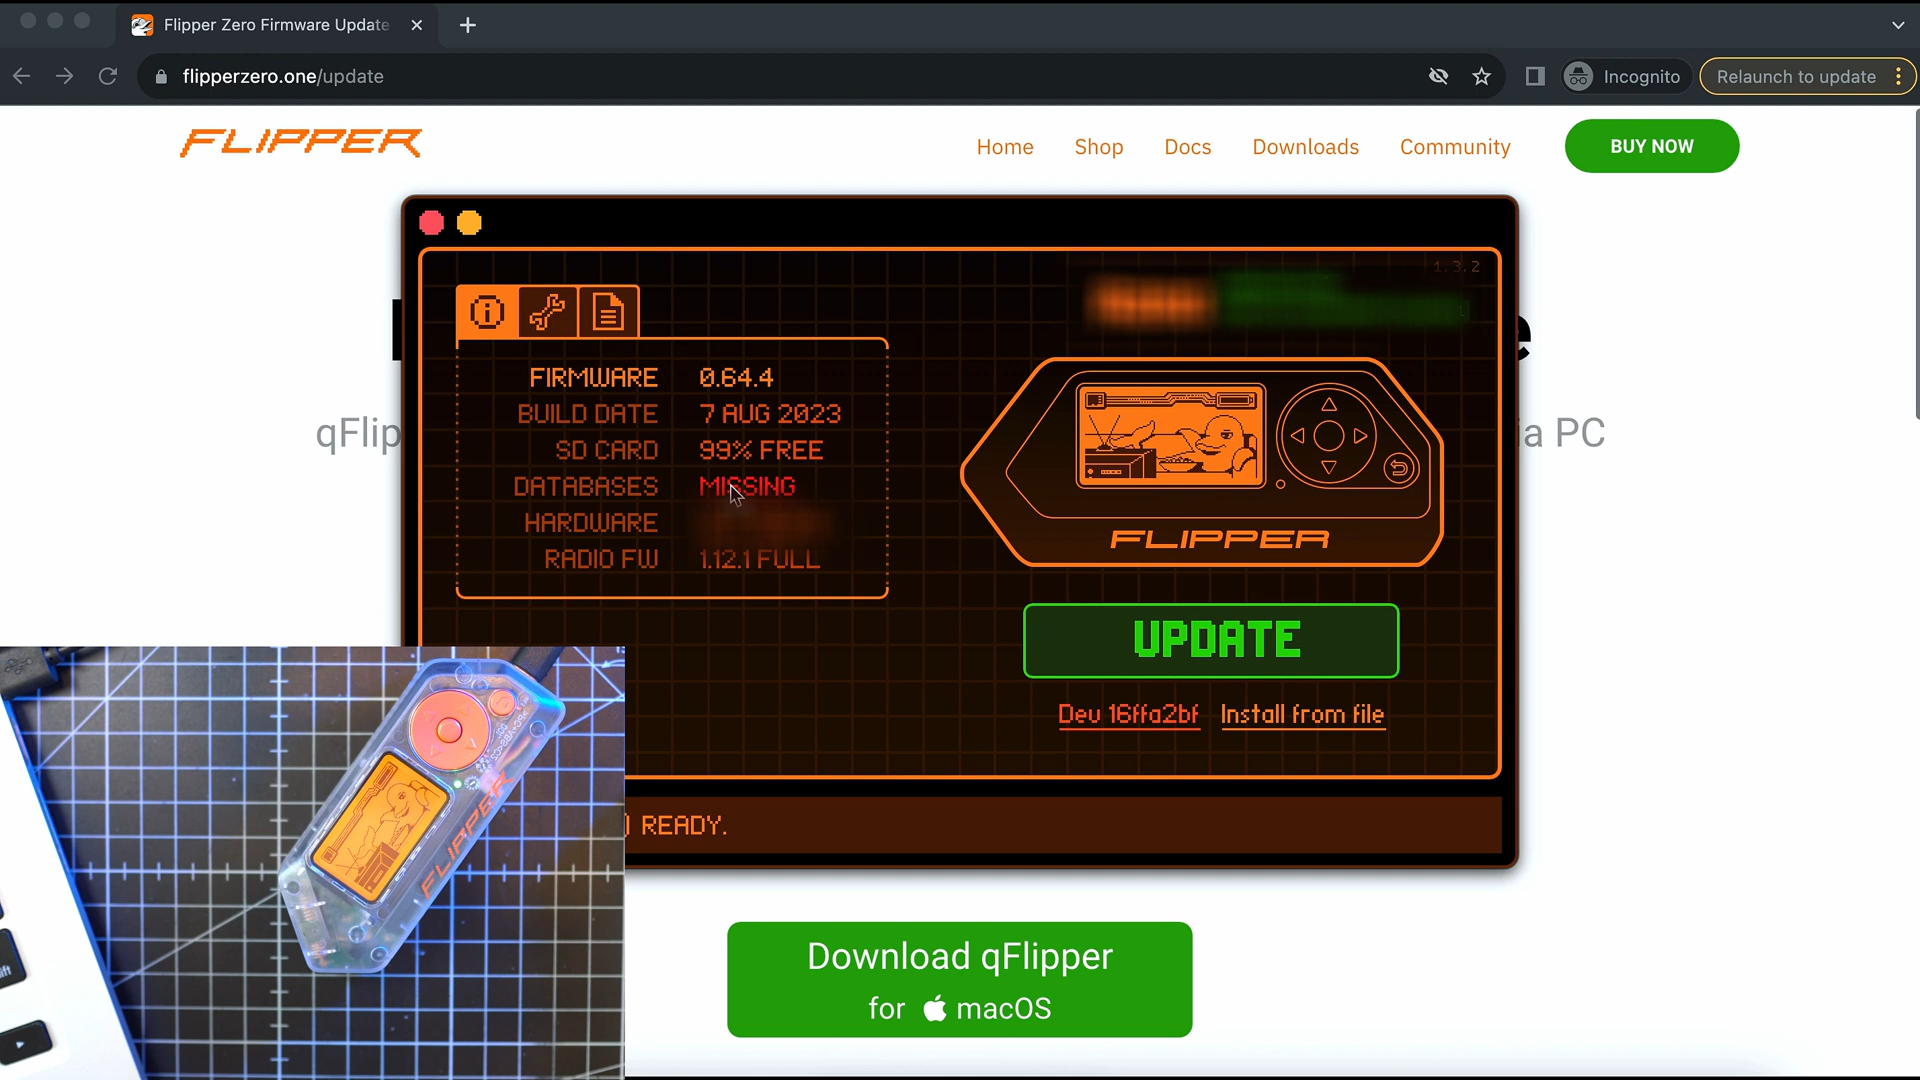 Flipper Zero Firmware Update
flipperzero.one/update
Incognito
Relaunch to update
FLIPPER
Home
Shop
Docs
Downloads
Community
BUY NOW
1.3.2
FIRMWARE 0.64.4
BUILD DATE 7 AUG 2023
SD CARD 99% FREE
DATABASES MISSING
HARDWARE
RADIO FW 1.12.1 FULL
FLIPPER
UPDATE
Dev 16ffa2bf
Install from file
qFlip
a PC
READY.
FLIPPER
Download qFlipper
for macOS